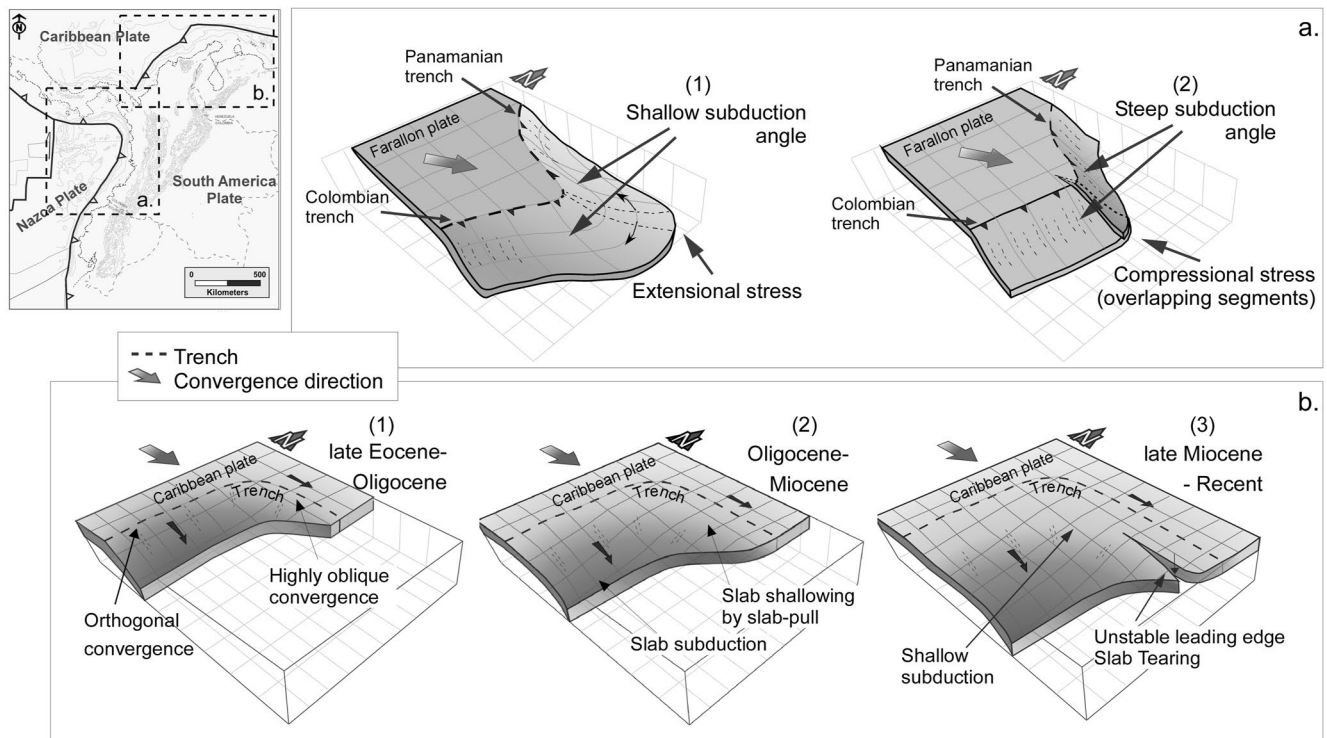 N
Caribbean Plate
b.
VENEZUELA
COLOMBIA
South America
Plate
Nazca Plate
a.
0 500
Kilometers
a.
Panamanian
trench
N
(1)
Shallow subduction
angle
Farallon plate
Colombian
trench
Extensional stress
Panamanian
trench
N
(2)
Steep subduction
angle
Farallon plate
Colombian
trench
Compressional stress
(overlapping segments)
Trench
Convergence direction
b.
N
(1)
late Eocene-
Oligocene
Caribbean plate
Trench
Highly oblique
convergence
Orthogonal
convergence
N
(2)
Oligocene-
Miocene
Caribbean plate
Trench
Slab shallowing
by slab-pull
Slab subduction
N
(3)
late Miocene
- Recent
Caribbean plate
Trench
Unstable leading edge
Slab Tearing
Shallow
subduction